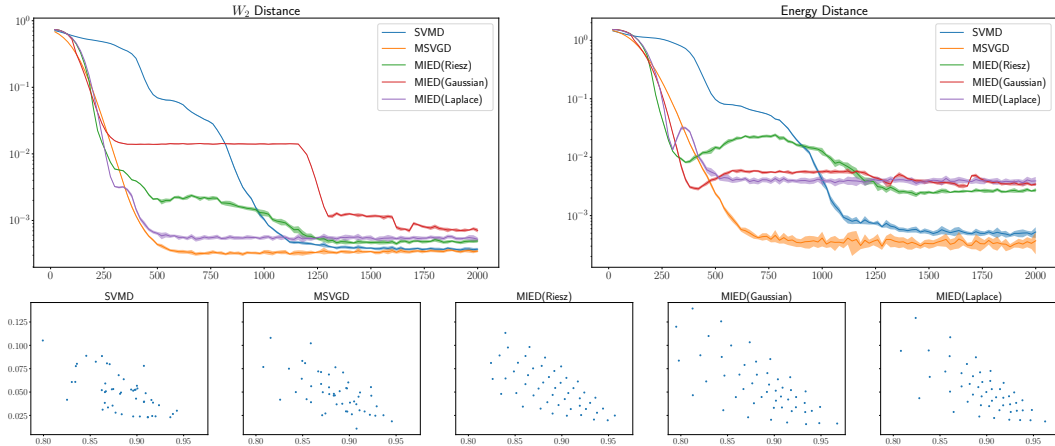 W₂ Distance
10⁰
10⁻¹
10⁻²
10⁻³
0 250 500 750 1000 1250 1500 1750 2000
SVMD
MSVGD
MIED(Riesz)
MIED(Gaussian)
MIED(Laplace)
Energy Distance
10⁰
10⁻¹
10⁻²
10⁻³
0 250 500 750 1000 1250 1500 1750 2000
SVMD
MSVGD
MIED(Riesz)
MIED(Gaussian)
MIED(Laplace)
SVMD
0.125
0.100
0.075
0.050
0.025
0.80 0.85 0.90 0.95
MSVGD
0.80 0.85 0.90 0.95
MIED(Riesz)
0.80 0.85 0.90 0.95
MIED(Gaussian)
0.80 0.85 0.90 0.95
MIED(Laplace)
0.80 0.85 0.90 0.95